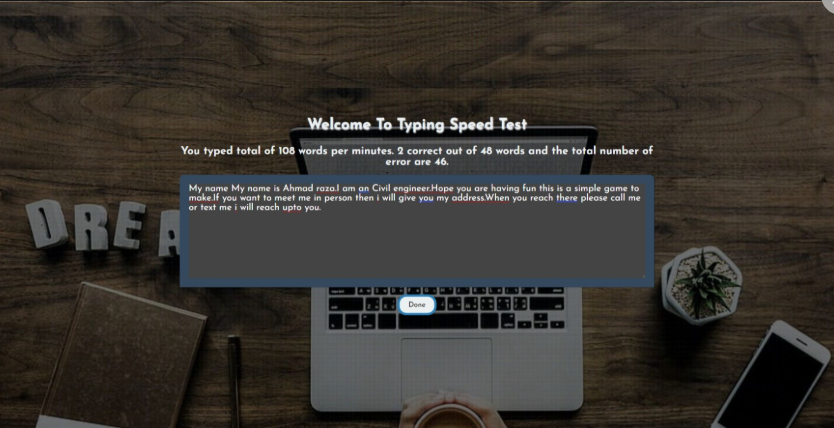 Welcome To Typing Speed Test
You typed total of 108 words per minutes. 2 correct out of 48 words and the total number of
error are 46.
My name My name is Ahmad raza.I am an Civil engineer.Hope you are having fun this is a simple game to
make.If you want to meet me in person then i will give you my address.When you reach there please call me
or text me i will reach upto you.
DREA
Done